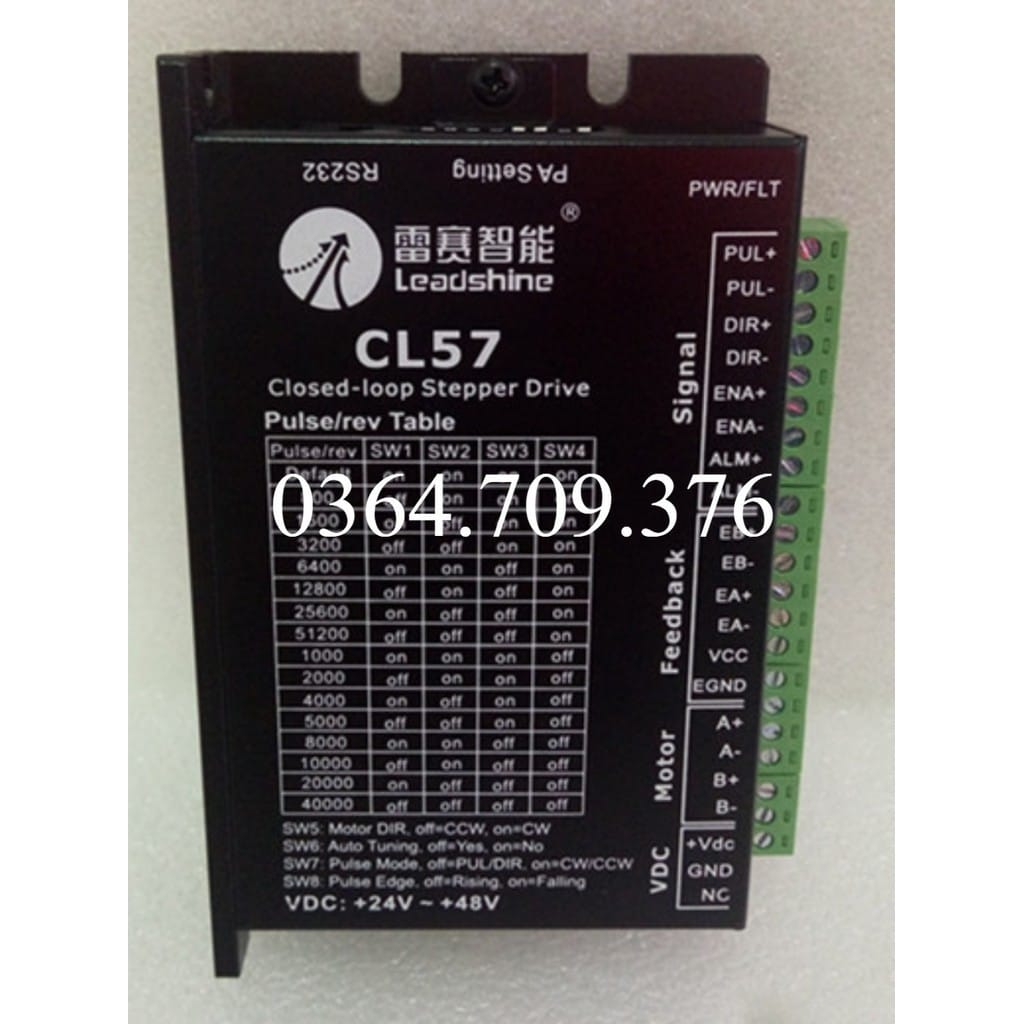 RS232 PA Setting
PWR/FLT
雷赛智能®
Leadshine
CL57
Closed-loop Stepper Drive
Pulse/rev Table
Pulse/rev SW1 SW2 SW3 SW4
Default on on on on
0364.709.376
3200 off off on on
6400 on on off on
12800 off on off on
25600 on off off on
51200 off off off on
1000 on on on off
2000 off on on off
4000 on off on off
5000 off off on off
8000 on on off off
10000 off on off off
20000 on off off off
40000 off off off off
SW5: Motor DIR, off=CCW, on=CW
SW6: Auto Tuning, off=Yes, on=No
SW7: Pulse Mode, off=PUL/DIR, on=CW/CCW
SW8: Pulse Edge, off=Rising, on=Falling
VDC: +24V ~ +48V
Signal
PUL+
PUL-
DIR+
DIR-
ENA+
ENA-
ALM+
Feedback
EB+
EB-
EA+
EA-
VCC
EGND
Motor
A+
A-
B+
B-
VDC
+Vdc
GND
NC